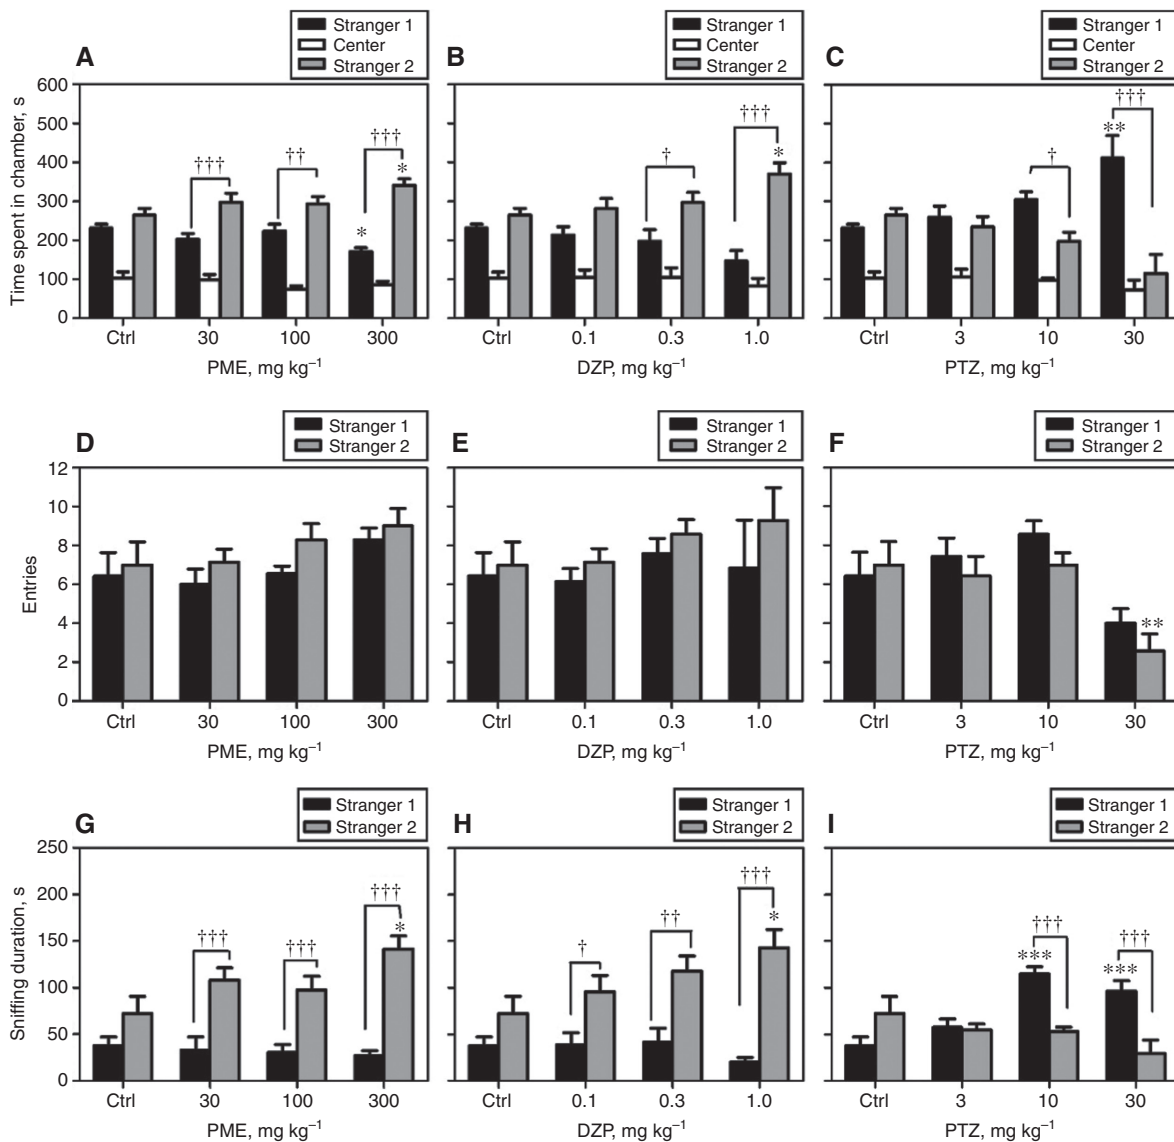 A
Stranger 1
Center
Stranger 2
B
Stranger 1
Center
Stranger 2
C
Stranger 1
Center
Stranger 2
Time spent in chamber, s
600
500
400
300
200
100
0
†††
††
†††
*
*
†
†††
*
†
**
†††
Ctrl 30 100 300
PME, mg kg⁻¹
Ctrl 0.1 0.3 1.0
DZP, mg kg⁻¹
Ctrl 3 10 30
PTZ, mg kg⁻¹
D
Stranger 1
Stranger 2
E
Stranger 1
Stranger 2
F
Stranger 1
Stranger 2
Entries
12
10
8
6
4
2
0
**
Ctrl 30 100 300
PME, mg kg⁻¹
Ctrl 0.1 0.3 1.0
DZP, mg kg⁻¹
Ctrl 3 10 30
PTZ, mg kg⁻¹
G
Stranger 1
Stranger 2
H
Stranger 1
Stranger 2
I
Stranger 1
Stranger 2
Sniffing duration, s
250
200
150
100
50
0
†††
†††
†††
*
†
††
†††
*
†††
***
†††
***
Ctrl 30 100 300
PME, mg kg⁻¹
Ctrl 0.1 0.3 1.0
DZP, mg kg⁻¹
Ctrl 3 10 30
PTZ, mg kg⁻¹